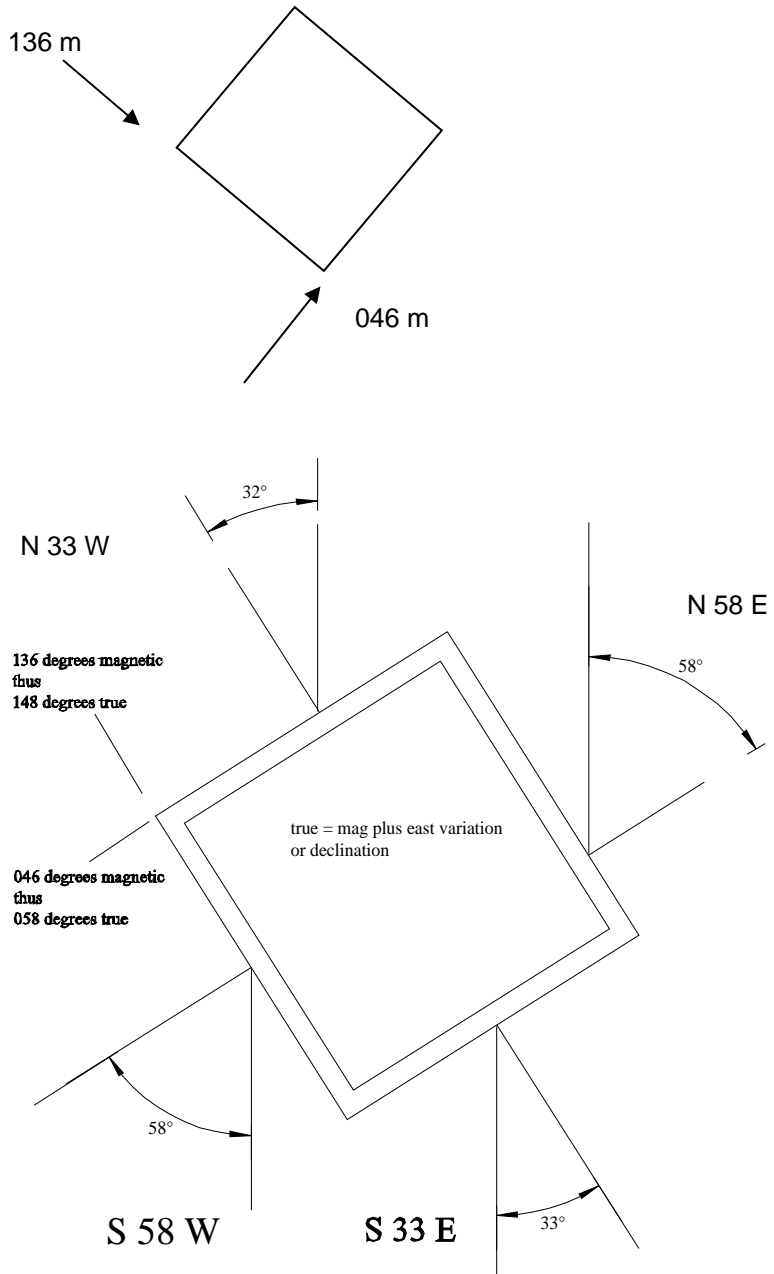 136 m
046 m
32°
N 33 W
N 58 E
58°
136 degrees magnetic
thus
148 degrees true
true = mag plus east variation
or declination
046 degrees magnetic
thus
058 degrees true
58°
33°
S 58 W
S 33 E